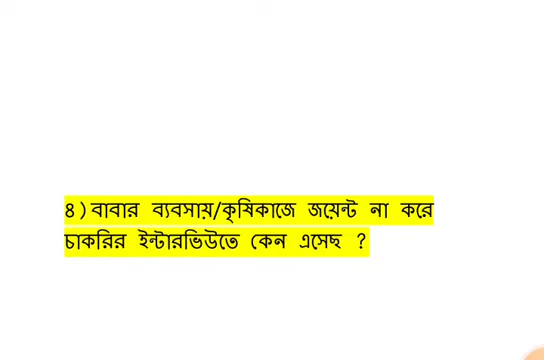 ৪)বাবার ব্যবসায়/কৃষিকাজে জয়েন্ট না করে
চাকরির ইন্টারভিউতে কেন এসেছ ?